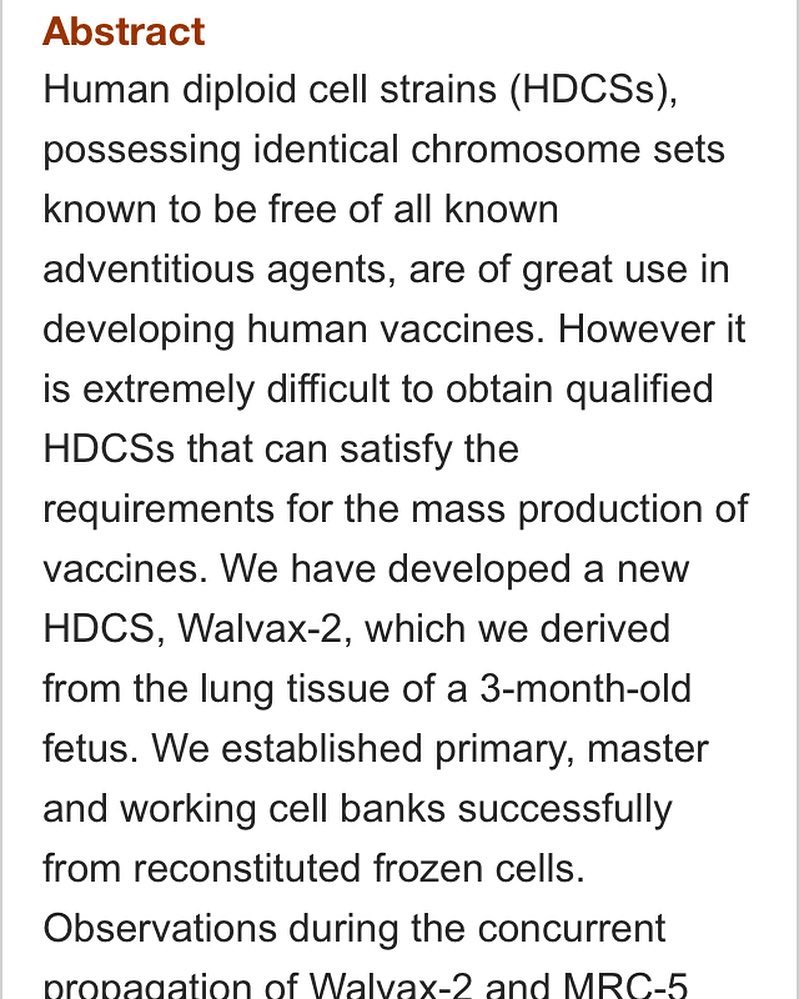 Abstract
Human diploid cell strains (HDCSs),
possessing identical chromosome sets
known to be free of all known
adventitious agents, are of great use in
developing human vaccines. However it
is extremely difficult to obtain qualified
HDCSs that can satisfy the
requirements for the mass production of
vaccines. We have developed a new
HDCS, Walvax-2, which we derived
from the lung tissue of a 3-month-old
fetus. We established primary, master
and working cell banks successfully
from reconstituted frozen cells.
Observations during the concurrent
propagation of Walvax-2 and MRC-5